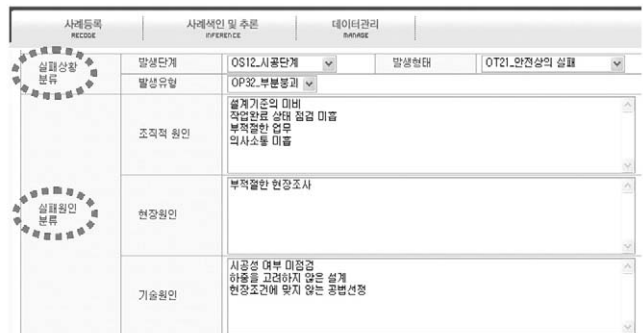 사례등록 사례색인 및 추론 데이터관리
RECODE INFERENCE MANAGE
실패상황
분류
발생단계 OS12_시공단계 발생형태 OT21_안전상의 실패
발생유형 OP32_부분붕괴
실패원인
분류
조직적 원인
설계기준의 미비
작업완료 상태 점검 미흡
부적절한 업무
의사소통 미흡
현장원인
부적절한 현장조사
기술원인
시공성 여부 미점검
하중을 고려하지 않은 설계
현장조건에 맞지 않는 공법선정